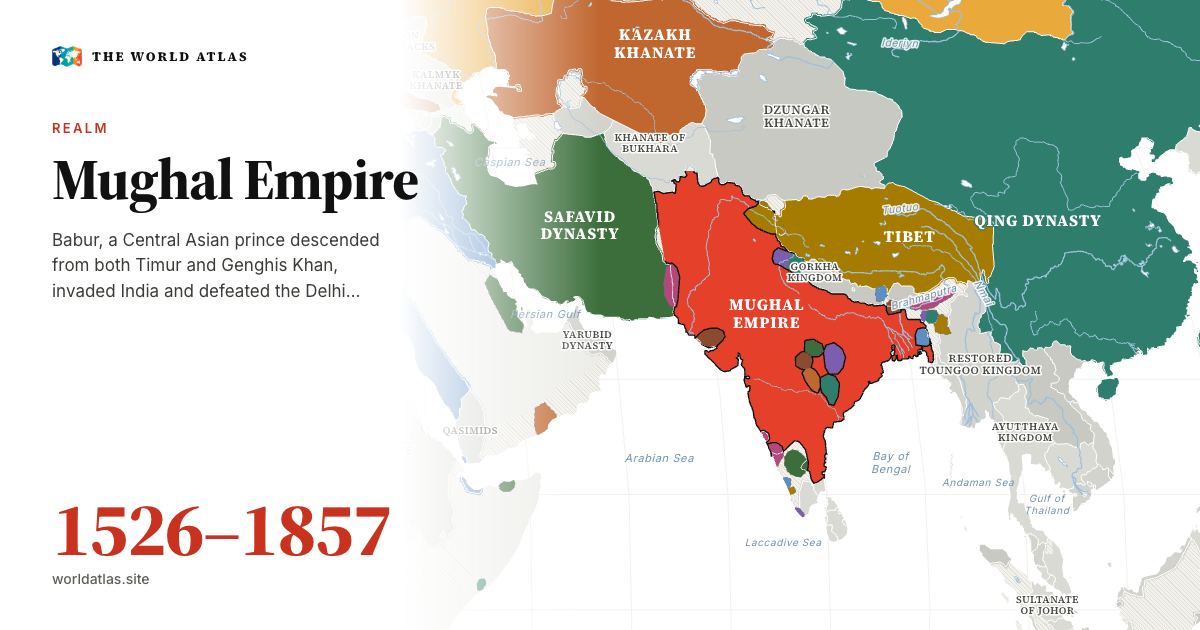 THE WORLD ATLAS
REALM
Mughal Empire
Babur, a Central Asian prince descended
from both Timur and Genghis Khan,
invaded India and defeated the Delhi...
1526–1857
worldatlas.site
KAZAKH
KHANATE
Ideriyn
KALMYK
KHANATE
DZUNGAR
KHANATE
KHANATE OF
BUKHARA
Caspian Sea
SAFAVID
DYNASTY
Tuotuo
TIBET
QING DYNASTY
GORKHA
KINGDOM
Brahmaputra
Nmai
MUGHAL
EMPIRE
Persian Gulf
YARUBID
DYNASTY
RESTORED
TOUNGOO KINGDOM
QASIMIDS
AYUTTHAYA
KINGDOM
Arabian Sea
Bay of
Bengal
Andaman Sea
Gulf of
Thailand
Laccadive Sea
SULTANATE
OF JOHOR